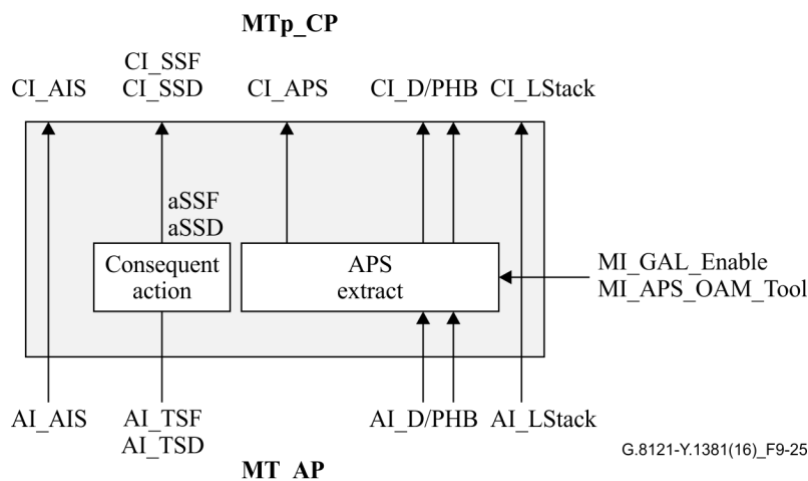 MTp_CP
CI_SSF
CI_AIS CI_SSD CI_APS CI_D/PHB CI_LStack
aSSF
aSSD
Consequent
action
APS
extract
MI_GAL_Enable
MI_APS_OAM_Tool
AI_AIS AI_TSF AI_D/PHB AI_LStack
AI_TSD
G.8121-Y.1381(16)_F9-25
MT_AP